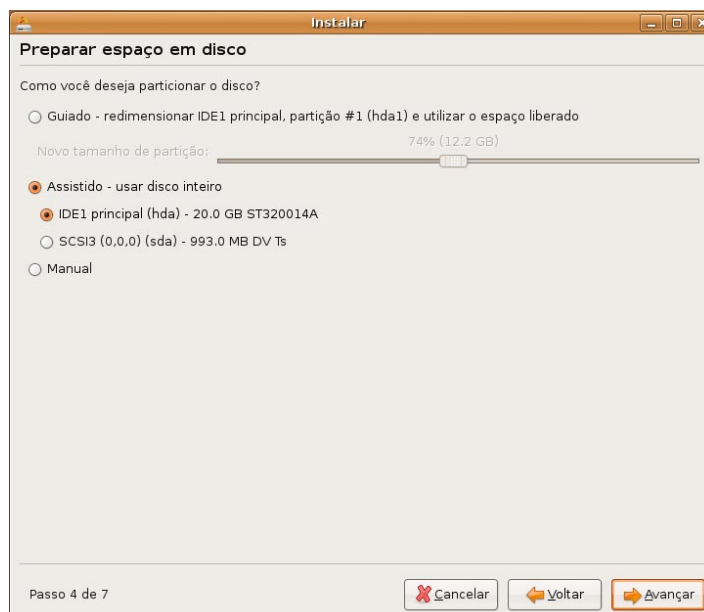 Instalar
Preparar espaço em disco
Como você deseja particionar o disco?
Guiado - redimensionar IDE1 principal, partição #1 (hda1) e utilizar o espaço liberado
74% (12.2 GB)
Novo tamanho de partição:
Assistido - usar disco inteiro
IDE1 principal (hda) - 20.0 GB ST320014A
SCSI3 (0,0,0) (sda) - 993.0 MB DV Ts
Manual
Passo 4 de 7
Cancelar
Voltar
Avançar